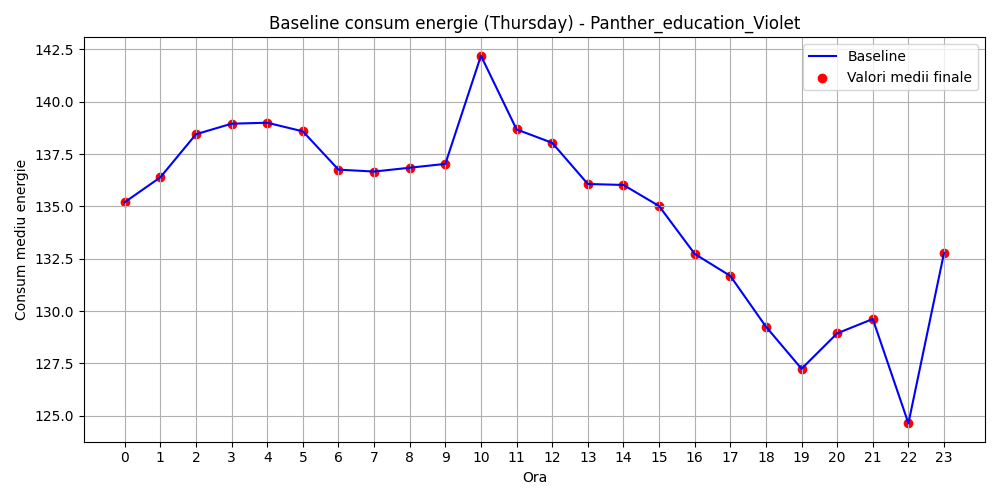 Baseline consum energie (Thursday) - Panther_education_Violet
Baseline
Valori medii finale
Consum mediu energie
142.5
140.0
137.5
135.0
132.5
130.0
127.5
125.0
0 1 2 3 4 5 6 7 8 9 10 11 12 13 14 15 16 17 18 19 20 21 22 23
Ora